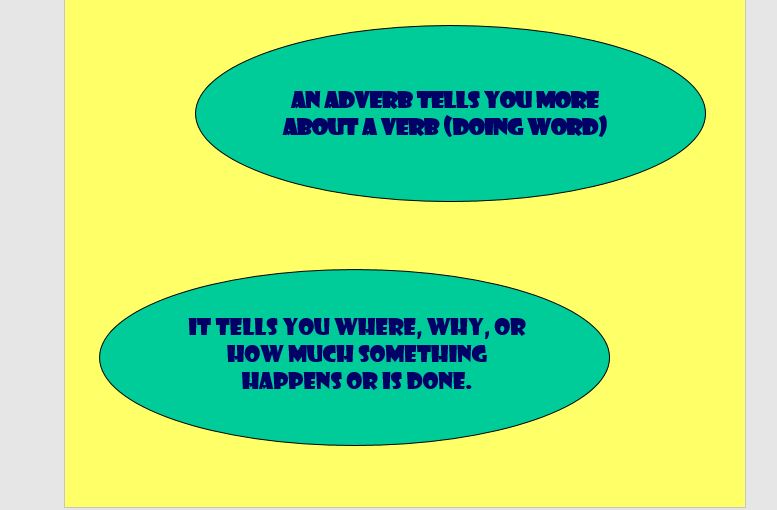 AN ADVERB TELLS YOU MORE
ABOUT A VERB (DOING WORD)
IT TELLS YOU WHERE, WHY, OR
HOW MUCH SOMETHING
HAPPENS OR IS DONE.